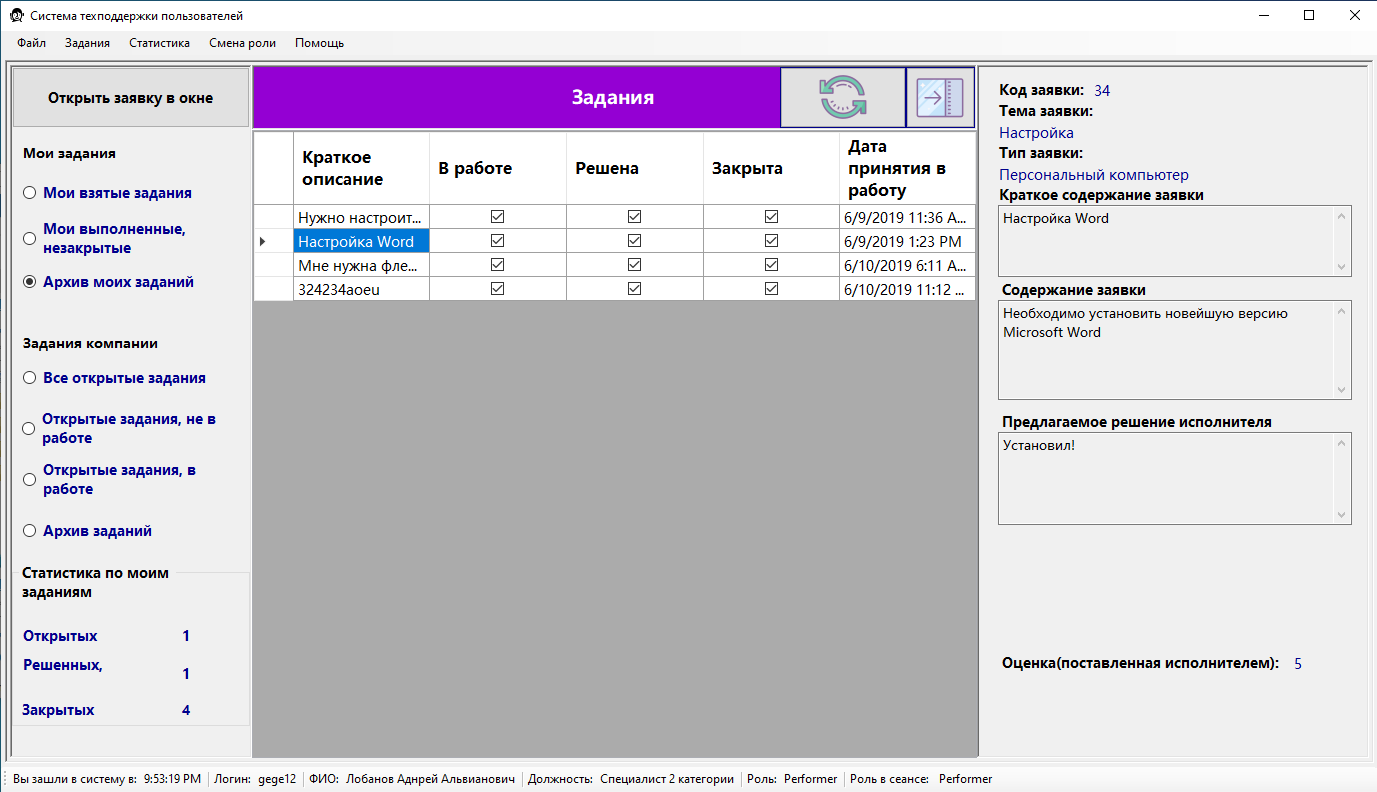 Система техподдержки пользователей
Файл Задания Статистика Смена роли Помощь
Открыть заявку в окне
Мои задания
Мои взятые задания
Мои выполненные,
незакрытые
Архив моих заданий
Задания компании
Все открытые задания
Открытые задания, не в
работе
Открытые задания, в
работе
Архив заданий
Статистика по моим
заданиям
Открытых 1
Решенных, 1
Закрытых 4
Задания
Краткое
описание
В работе
Решена
Закрыта
Дата
принятия в
работу
Нужно настроит... 6/9/2019 11:36 A...
Настройка Word 6/9/2019 1:23 PM
Мне нужна фле... 6/10/2019 6:11 A...
324234aoeu 6/10/2019 11:12 ...
Код заявки: 34
Тема заявки:
Настройка
Тип заявки:
Персональный компьютер
Краткое содержание заявки
Настройка Word
Содержание заявки
Необходимо установить новейшую версию
Microsoft Word
Предлагаемое решение исполнителя
Установил!
Оценка(поставленная исполнителем): 5
Вы зашли в систему в: 9:53:19 PM Логин: gege12 ФИО: Лобанов Аднрей Альвианович Должность: Специалист 2 категории Роль: Performer Роль в сеансе: Performer